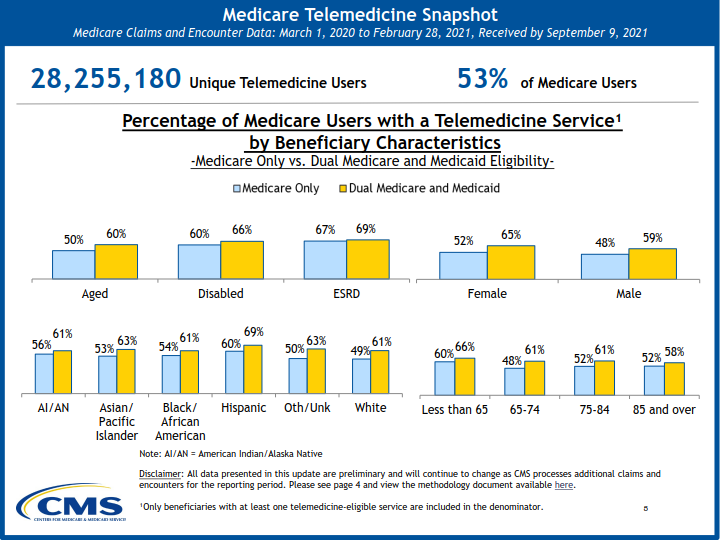 Medicare Telemedicine Snapshot
Medicare Claims and Encounter Data: March 1, 2020 to February 28, 2021, Received by September 9, 2021
28,255,180 Unique Telemedicine Users
53% of Medicare Users
Percentage of Medicare Users with a Telemedicine Service¹
by Beneficiary Characteristics
-Medicare Only vs. Dual Medicare and Medicaid Eligibility-
Medicare Only
Dual Medicare and Medicaid
50% 60% 60% 66% 67% 69%
Aged Disabled ESRD
52% 65% 48% 59%
Female Male
56% 61% 53% 63% 54% 61% 60% 69% 50% 63% 49% 61%
AI/AN Asian/ Black/ Hispanic Oth/Unk White
Pacific African
Islander American
60% 66% 48% 61% 52% 61% 52% 58%
Less than 65 65-74 75-84 85 and over
Note: AI/AN = American Indian/Alaska Native
Disclaimer: All data presented in this update are preliminary and will continue to change as CMS processes additional claims and
encounters for the reporting period. Please see page 4 and view the methodology document available here.
¹Only beneficiaries with at least one telemedicine-eligible service are included in the denominator.
CMS
CENTERS FOR MEDICARE & MEDICAID SERVICES
8